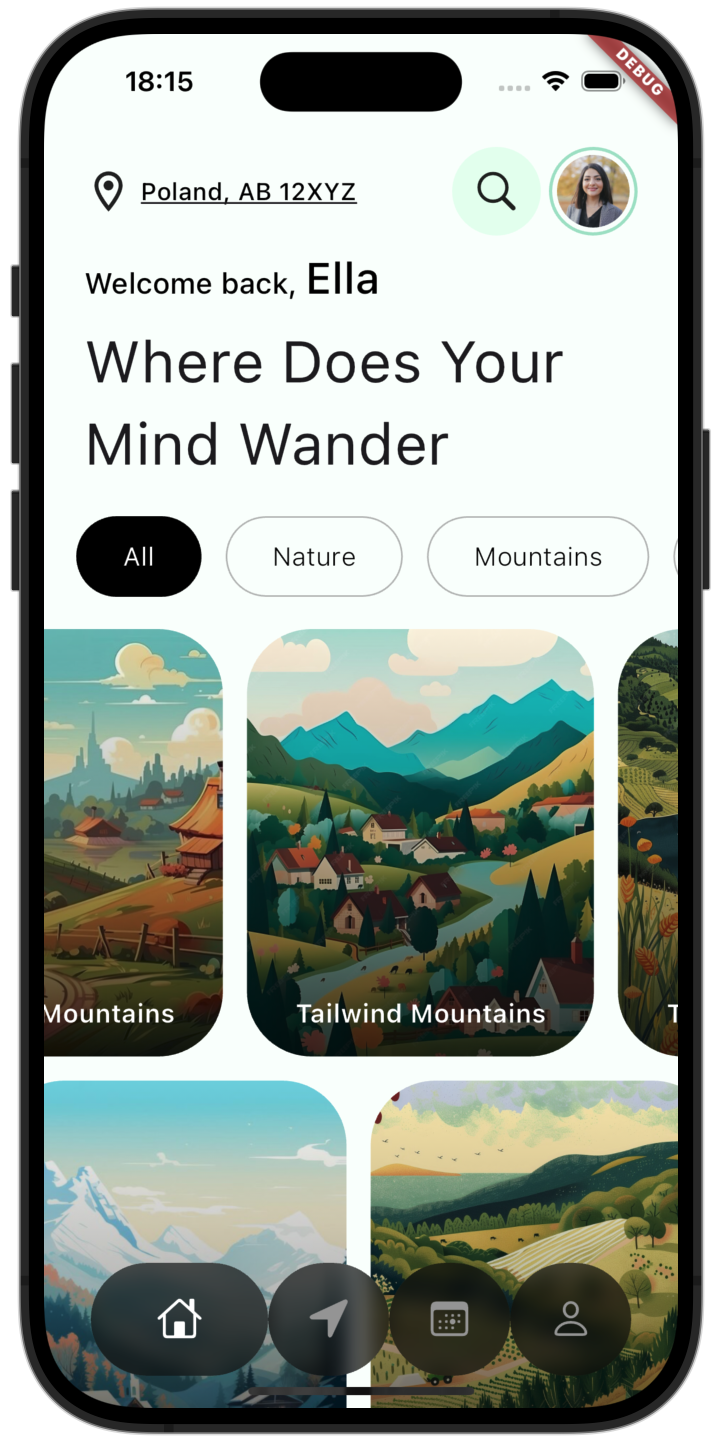 18:15
DEBUG
Poland, AB 12XYZ
Welcome back, Ella
Where Does Your
Mind Wander
All
Nature
Mountains
Mountains
Tailwind Mountains
T